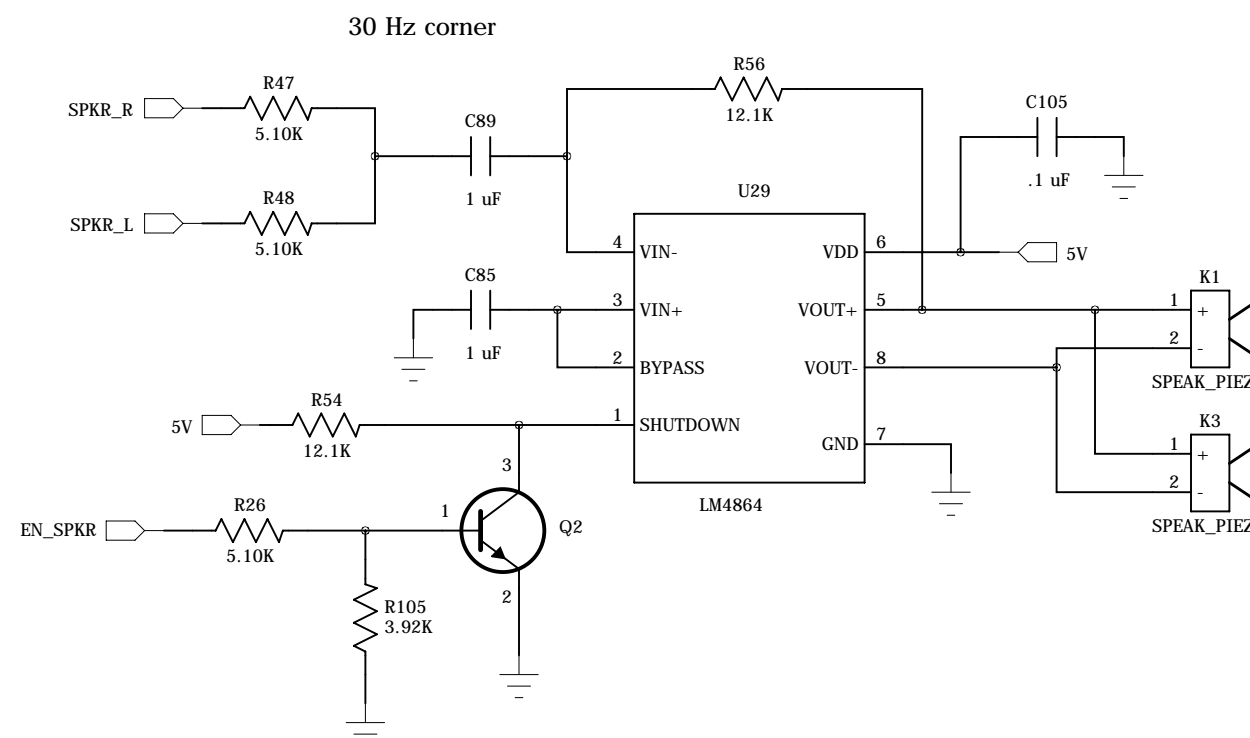 30 Hz corner
R47
SPKR_R
5.10K
C89
1 uF
R48
SPKR_L
5.10K
R56
12.1K
C105
.1 uF
U29
4 VIN-
VDD 6
5V
C85
1 uF
3 VIN+
VOUT+ 5
2 BYPASS
VOUT- 8
K1
1 +
2 -
SPEAK_PIEZ
5V
R54
12.1K
1 SHUTDOWN
GND 7
LM4864
K3
1 +
2 -
SPEAK_PIEZ
3
EN_SPKR
R26
5.10K
1
Q2
2
R105
3.92K